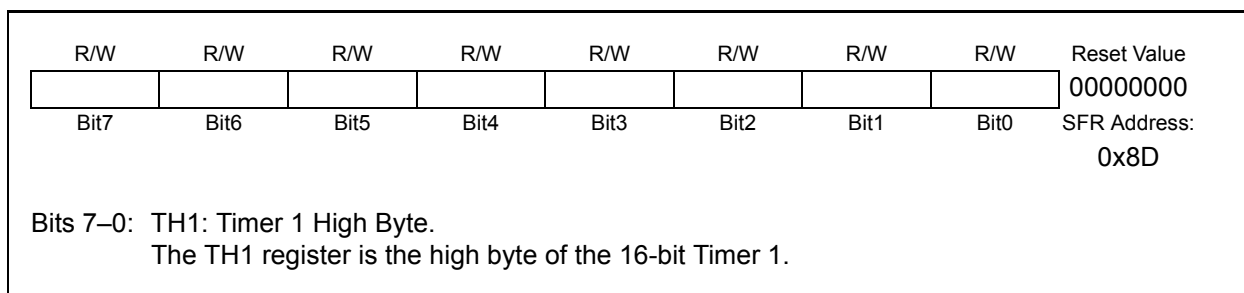 R/W R/W R/W R/W R/W R/W R/W R/W Reset Value
00000000
Bit7 Bit6 Bit5 Bit4 Bit3 Bit2 Bit1 Bit0 SFR Address:
0x8D
Bits 7–0: TH1: Timer 1 High Byte.
The TH1 register is the high byte of the 16-bit Timer 1.